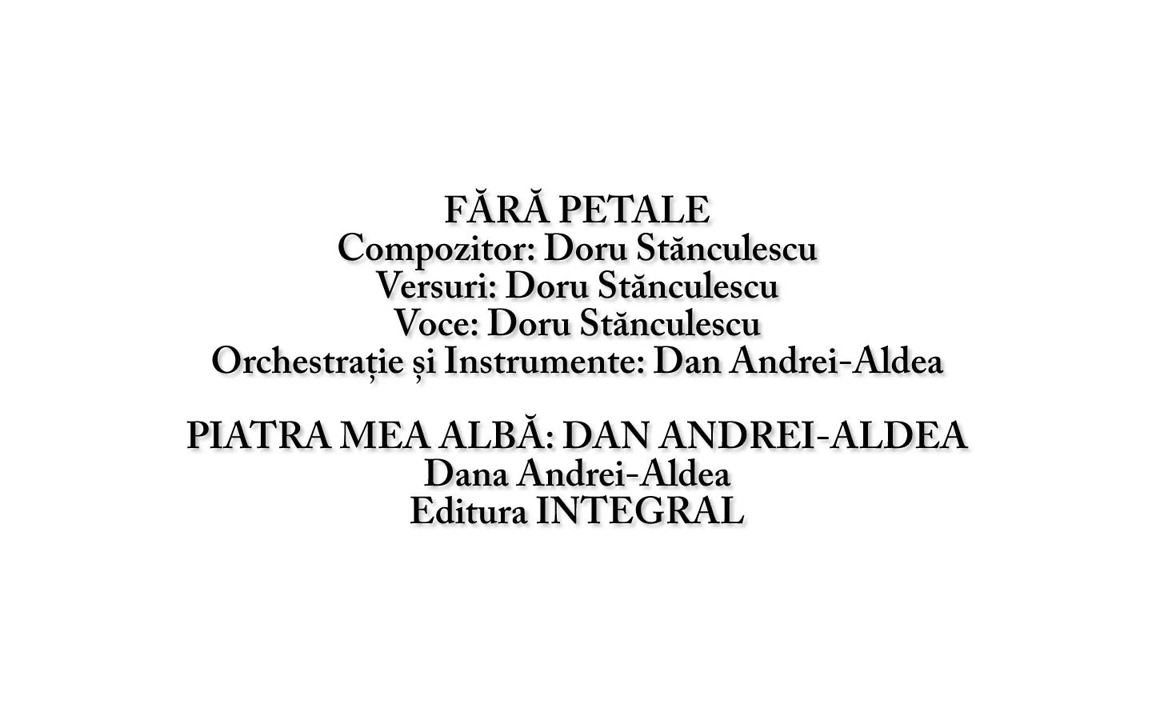 FĂRĂ PETALE
Compozitor: Doru Stănculescu
Versuri: Doru Stănculescu
Voce: Doru Stănculescu
Orchestrație și Instrumente: Dan Andrei-Aldea
PIATRA MEA ALBĂ: DAN ANDREI-ALDEA
Dana Andrei-Aldea
Editura INTEGRAL